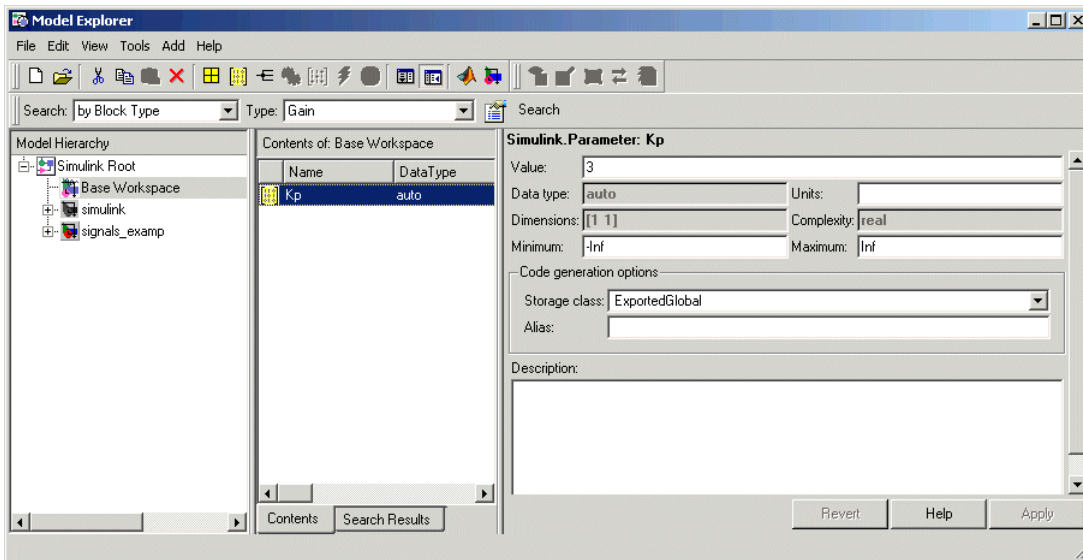 Model Explorer
File Edit View Tools Add Help
Search: by Block Type Type: Gain Search
Model Hierarchy
Simulink Root
Base Workspace
simulink
signals_examp
Contents of: Base Workspace
Name DataType
Kp auto
Contents Search Results
Simulink.Parameter: Kp
Value: 3
Data type: auto Units:
Dimensions: [1 1] Complexity: real
Minimum: -Inf Maximum: Inf
Code generation options
Storage class: ExportedGlobal
Alias:
Description:
Revert Help Apply